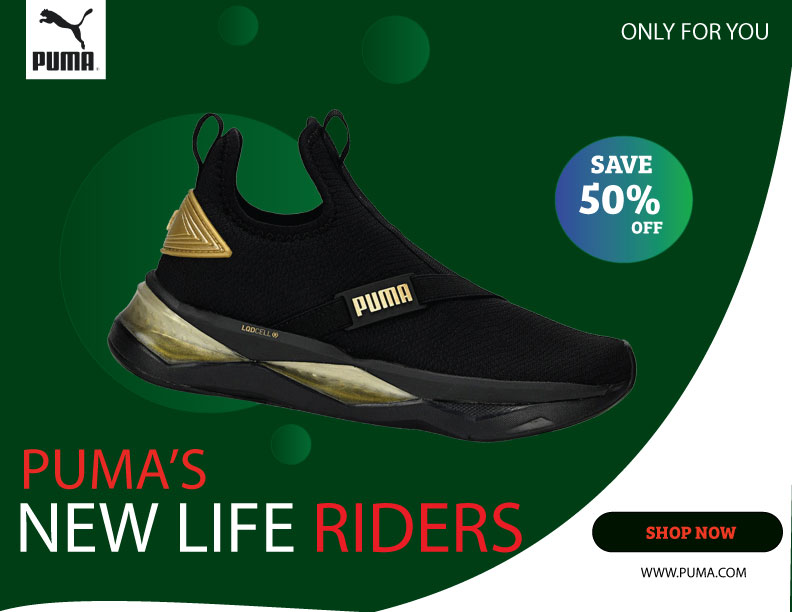 PUMA
ONLY FOR YOU
SAVE
50%
OFF
PUMA
LQDCELL
PUMA'S
NEW LIFE RIDERS
SHOP NOW
WWW.PUMA.COM